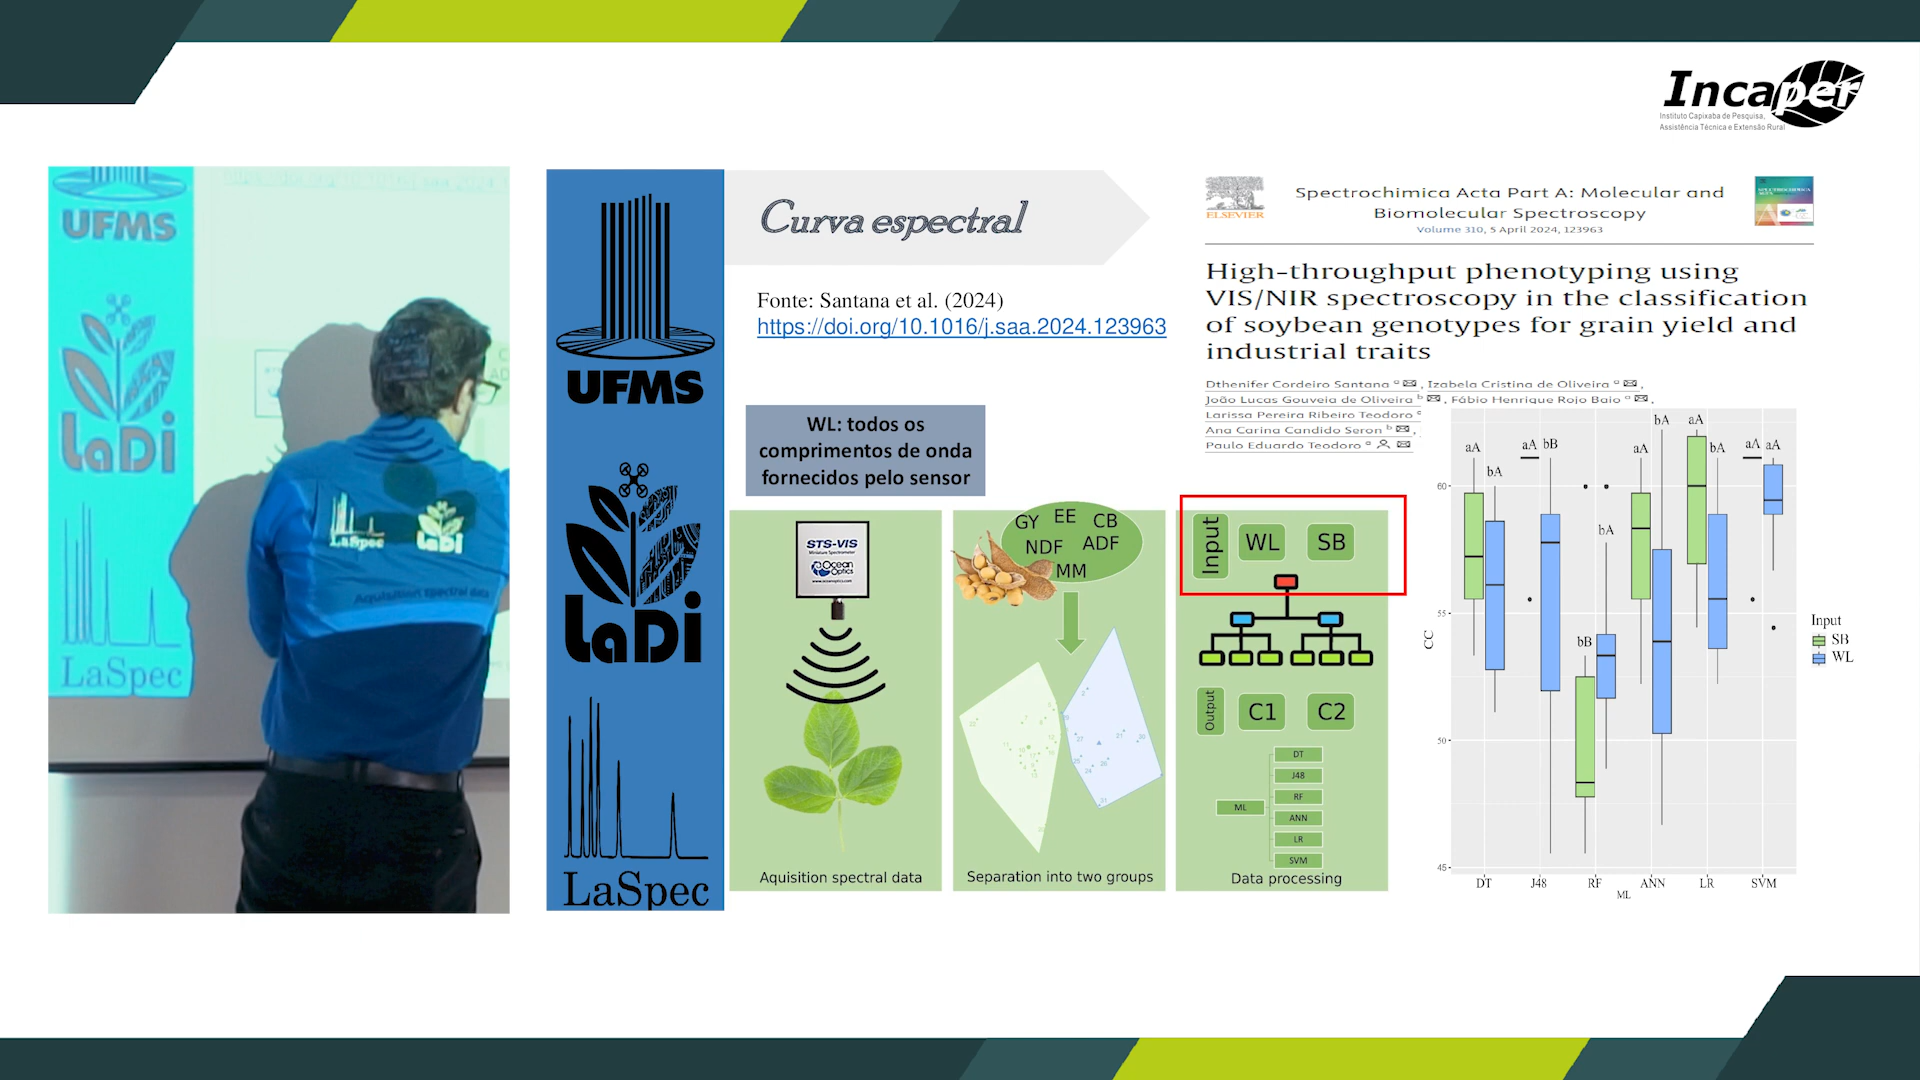 Incaper
Instituto Capixaba de Pesquisa,
Assistência Técnica e Extensão Rural
UFMS
LaDi
LaSpec
LaSpec
LaDi
Aquisition spectral data
UFMS
LaDi
LaSpec
Curva espectral
Fonte: Santana et al. (2024)
https://doi.org/10.1016/j.saa.2024.123963
ELSEVIER
Spectrochimica Acta Part A: Molecular and
Biomolecular Spectroscopy
Volume 310, 5 April 2024, 123963
High-throughput phenotyping using
VIS/NIR spectroscopy in the classification
of soybean genotypes for grain yield and
industrial traits
Dthenifer Cordeiro Santana a, Izabela Cristina de Oliveira a,
João Lucas Gouveia de Oliveira b, Fábio Henrique Rojo Baio a,
Larissa Pereira Ribeiro Teodoro
Ana Carina Candido Seron b,
Paulo Eduardo Teodoro a
WL: todos os
comprimentos de onda
fornecidos pelo sensor
STS-VIS
Miniature Spectrometer
Ocean
Optics
Aquisition spectral data
GY EE CB
NDF ADF
MM
Separation into two groups
Input WL SB
Output C1 C2
ML
DT
J48
RF
ANN
LR
SVM
Data processing
aA bA aA bB bB bA aA bA aA bA aA aA
CC
60
55
50
45
DT J48 RF ANN LR SVM
ML
Input
SB
WL